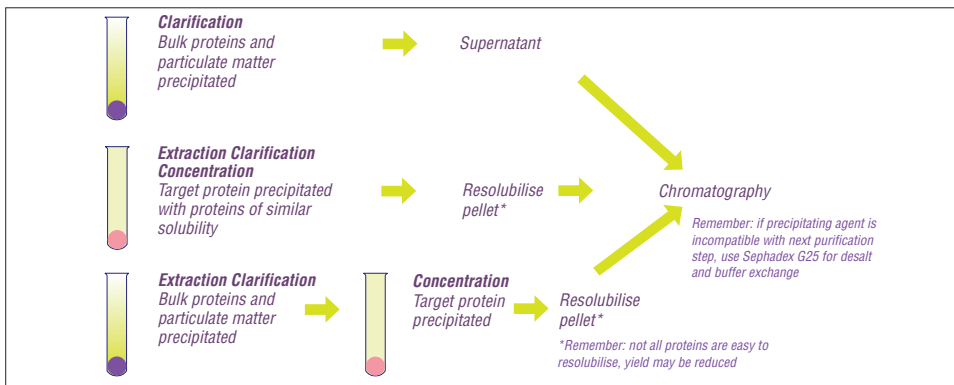 Clarification
Bulk proteins and
particulate matter
precipitated
Supernatant
Extraction Clarification
Concentration
Target protein precipitated
with proteins of similar
solubility
Resolubilise
pellet*
Chromatography
Remember: if precipitating agent is
incompatible with next purification
step, use Sephadex G25 for desalt
and buffer exchange
Extraction Clarification
Bulk proteins and
particulate matter
precipitated
Concentration
Target protein
precipitated
Resolubilise
pellet*
*Remember: not all proteins are easy to
resolubilise, yield may be reduced